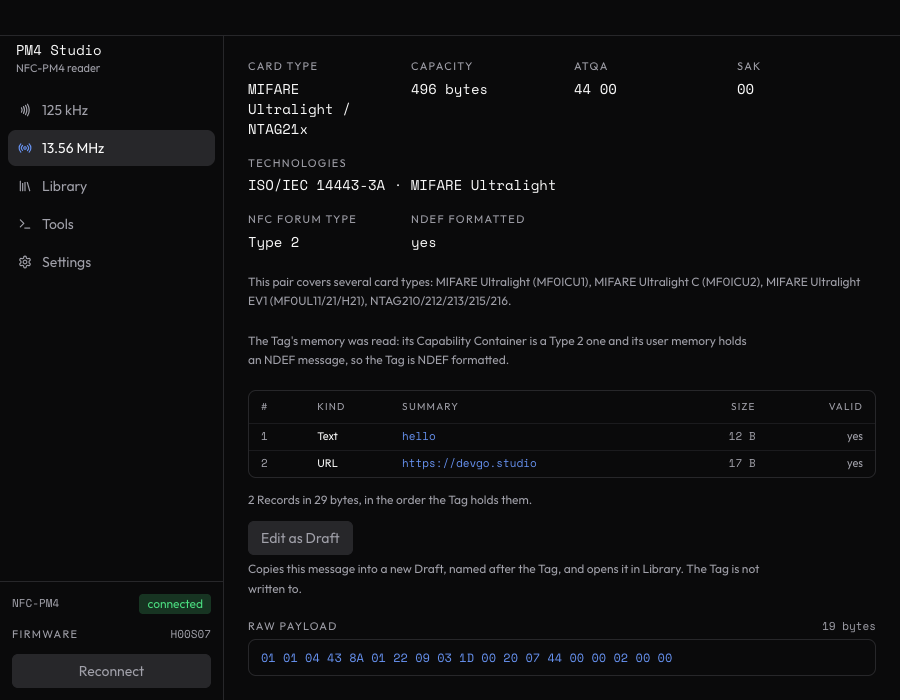 PM4 Studio
NFC-PM4 reader
125 kHz
13.56 MHz
Library
Tools
Settings
NFC-PM4
connected
FIRMWARE
H00S07
Reconnect
CARD TYPE
CAPACITY
ATQA
SAK
MIFARE
Ultralight /
NTAG21x
496 bytes
44 00
00
TECHNOLOGIES
ISO/IEC 14443-3A · MIFARE Ultralight
NFC FORUM TYPE
NDEF FORMATTED
Type 2
yes
This pair covers several card types: MIFARE Ultralight (MF0ICU1), MIFARE Ultralight C (MF0ICU2), MIFARE Ultralight
EV1 (MF0UL11/21/H21), NTAG210/212/213/215/216.
The Tag's memory was read: its Capability Container is a Type 2 one and its user memory holds
an NDEF message, so the Tag is NDEF formatted.
# KIND SUMMARY SIZE VALID
1 Text hello 12 B yes
2 URL https://devgo.studio 17 B yes
2 Records in 29 bytes, in the order the Tag holds them.
Edit as Draft
Copies this message into a new Draft, named after the Tag, and opens it in Library. The Tag is not
written to.
RAW PAYLOAD
19 bytes
01 01 04 43 8A 01 22 09 03 1D 00 20 07 44 00 00 02 00 00